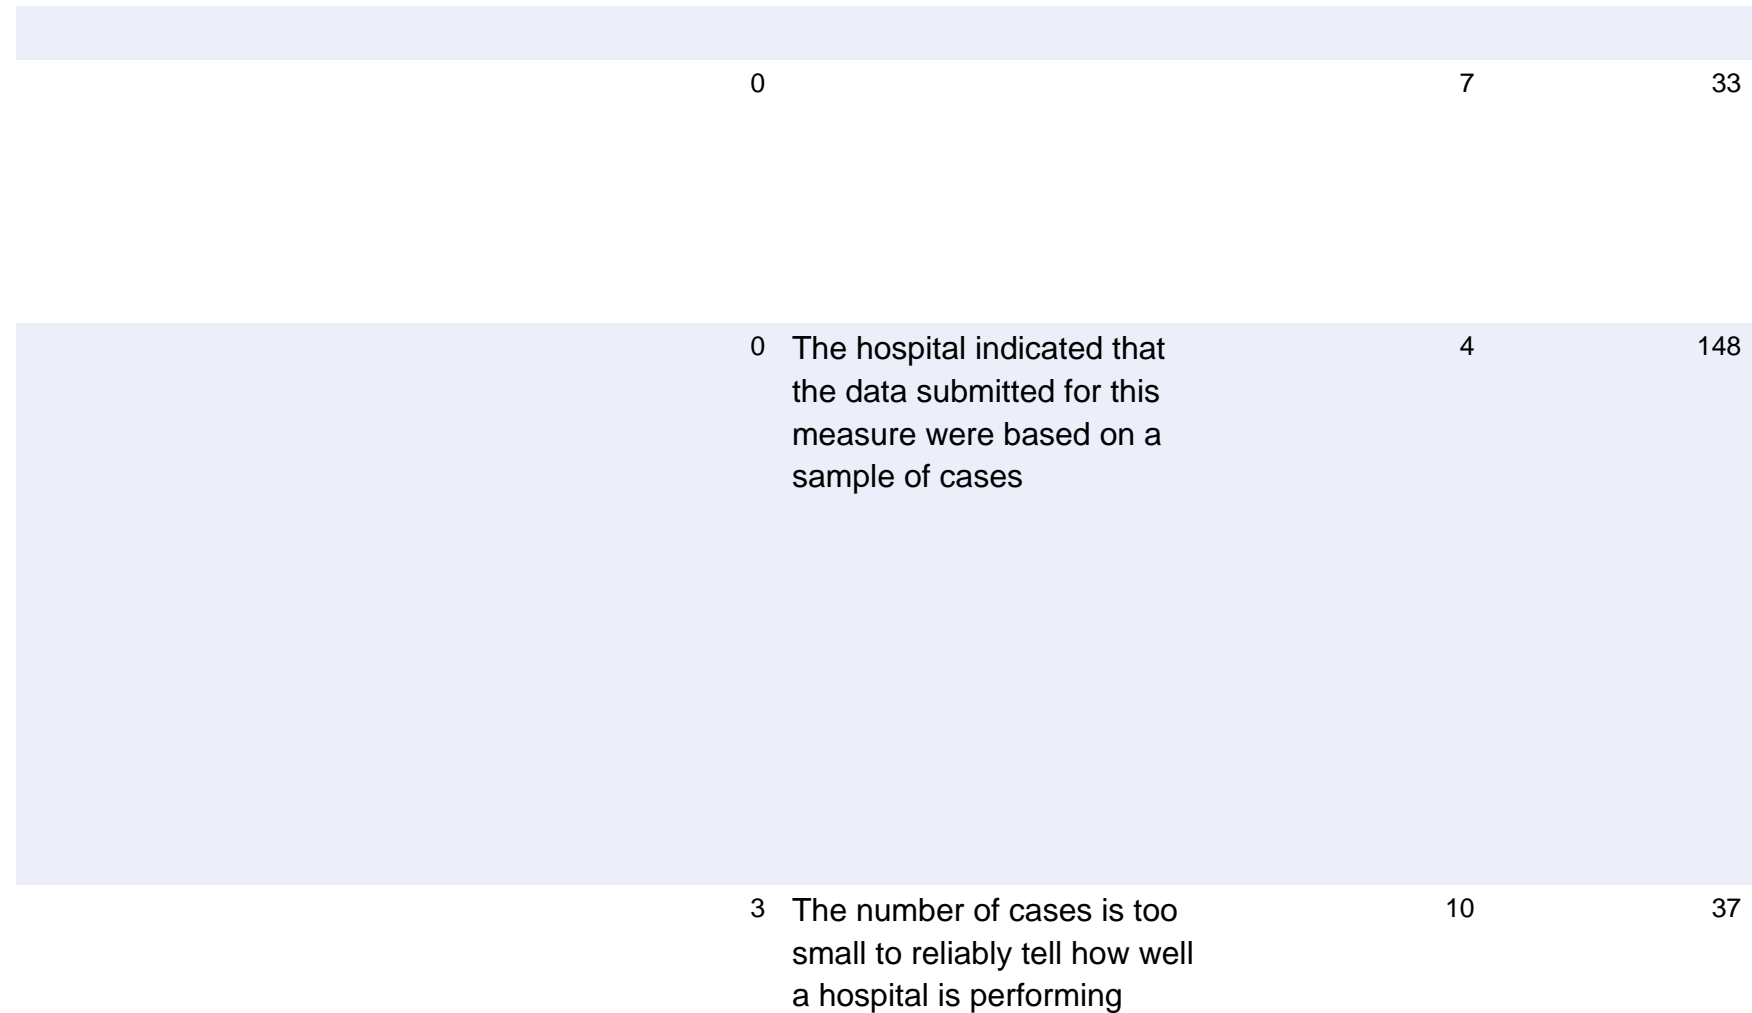 0 7 33
0 The hospital indicated that 4 148
the data submitted for this
measure were based on a
sample of cases
3 The number of cases is too 10 37
small to reliably tell how well
a hospital is performing